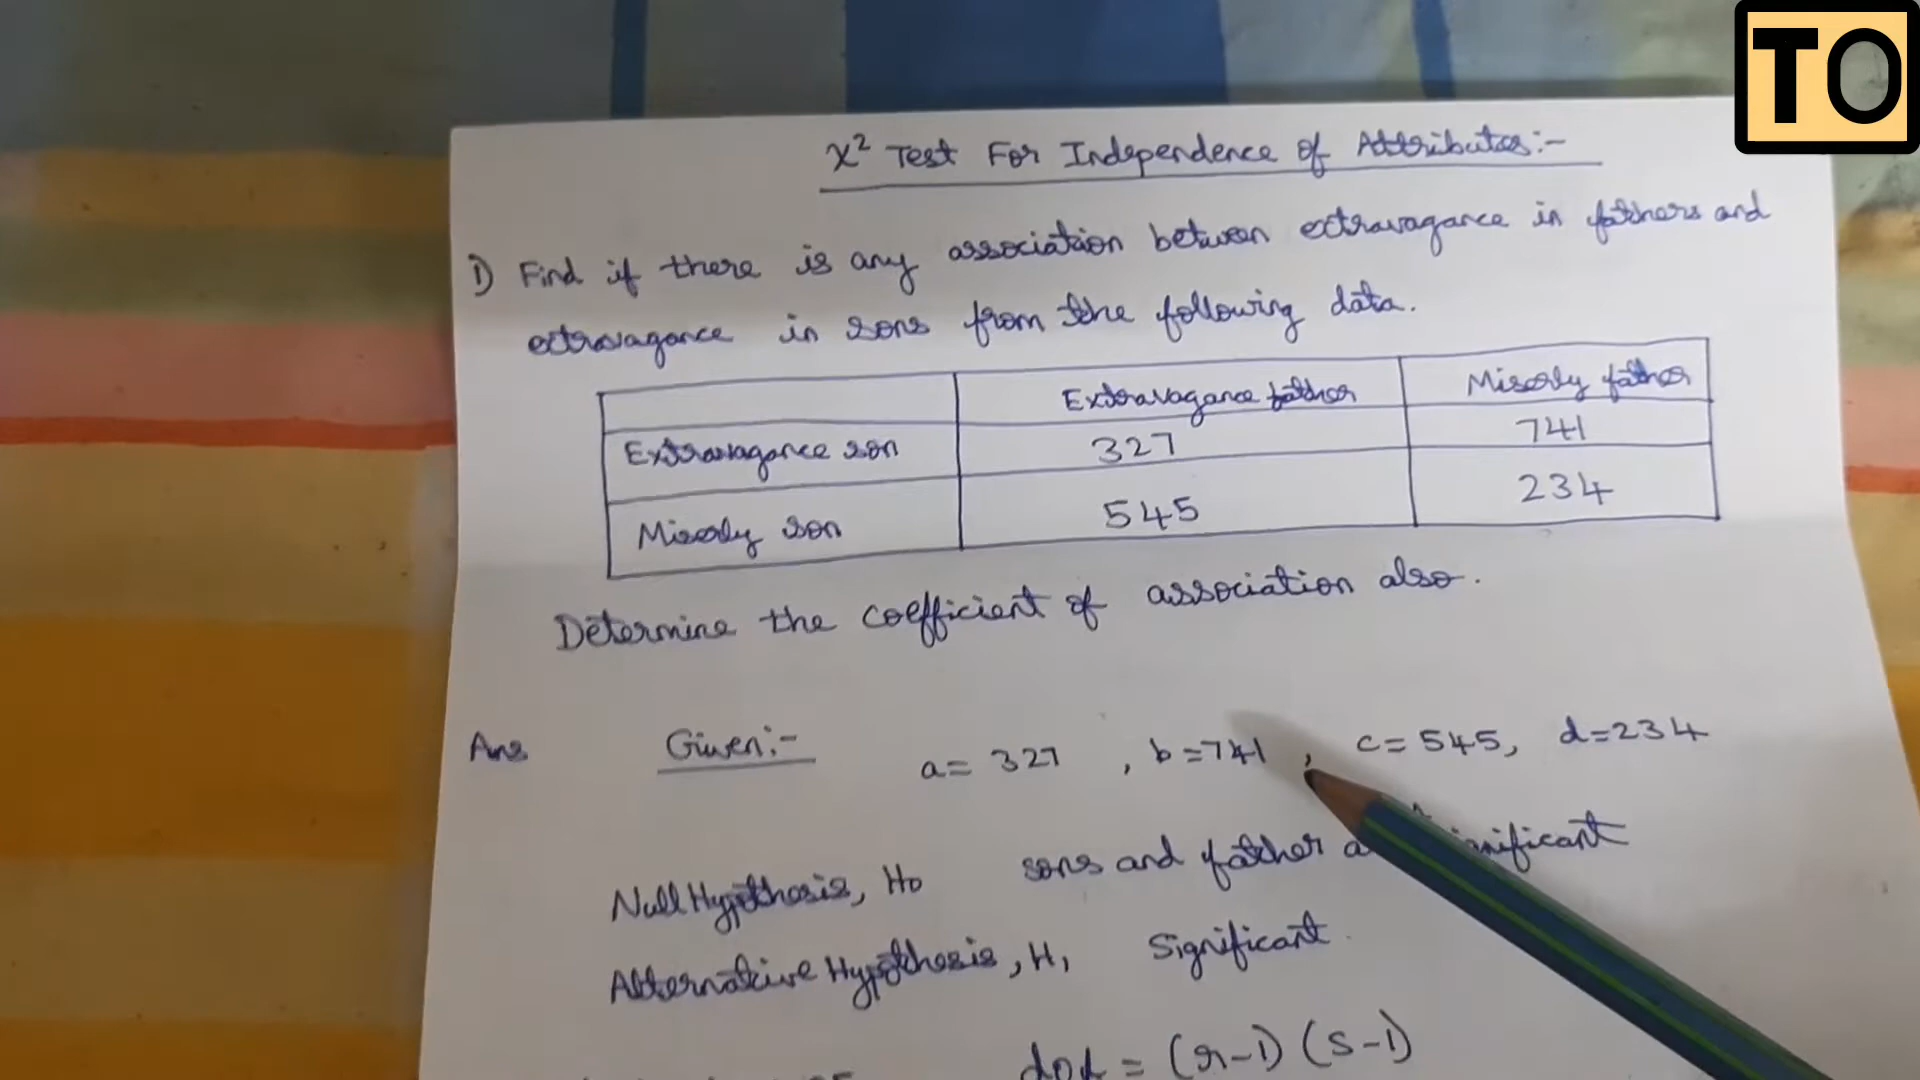 TO
χ² Test For Independence of Attributes:-
1) Find if there is any association between extravagance in fathers and
extravagance in sons from the following data.
Extravagance father Miserly father
Extravagance son 327 741
Miserly son 545 234
Determine the coefficient of association also.
Ans Given:- a= 327 , b=741 , c= 545, d=234
Null Hypothesis, H0 sons and father
Alternative Hypothesis, H1 Significant.
dof = (r-1) (s-1)